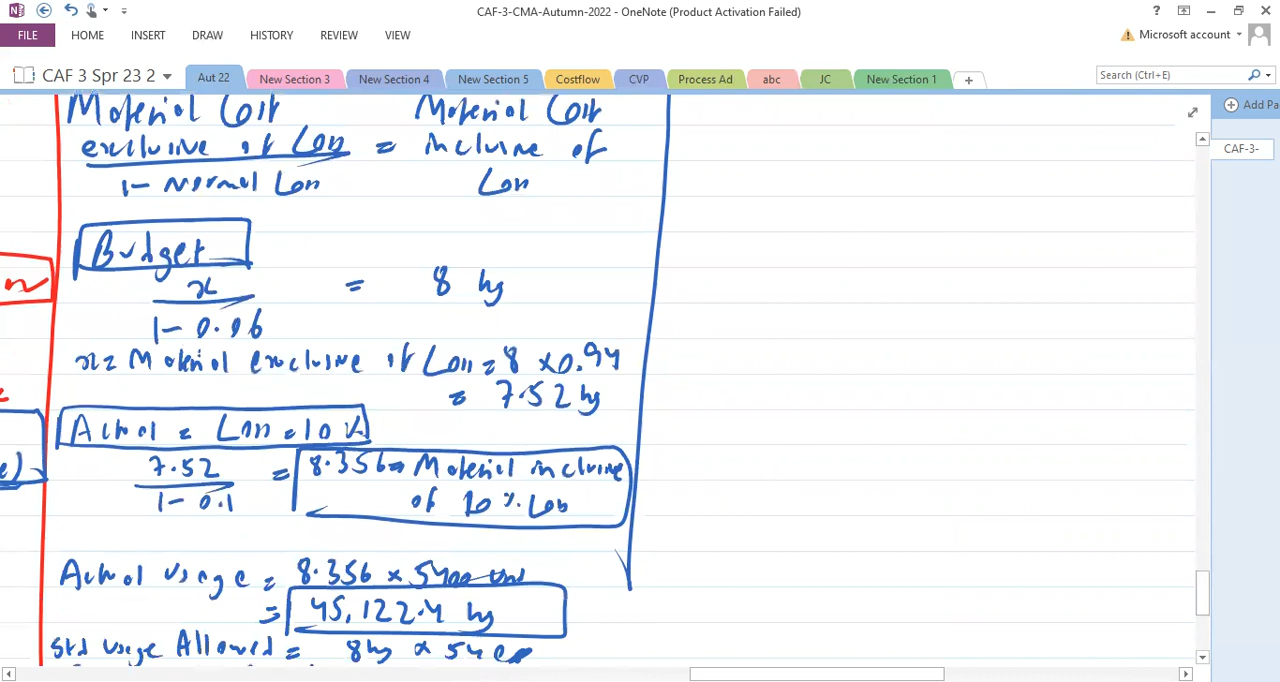 CAF-3-CMA-Autumn-2022 - OneNote (Product Activation Failed)
FILE HOME INSERT DRAW HISTORY REVIEW VIEW Microsoft account
CAF 3 Spr 23 2 Aut 22 New Section 3 New Section 4 New Section 5 Costflow CVP Process Ad abc JC New Section 1 + Search (Ctrl+E)
Add Pa
CAF-3-
Material Cost Material Cost
exclusive of Loss = inclusive of
1- Normal Loss Loss
Budget
x = 8 kg
1- 0.06
x = Material exclusive of Loss = 8 x0.94
= 7.52 kg
Actual = Loss = 10%
7.52 = 8.356 = Material inclusive
1- 0.1 of 10 % Loss
Actual usage = 8.356 x 5400 units
= 45,122.4 kg
Std usage Allowed = 8kg x 5400